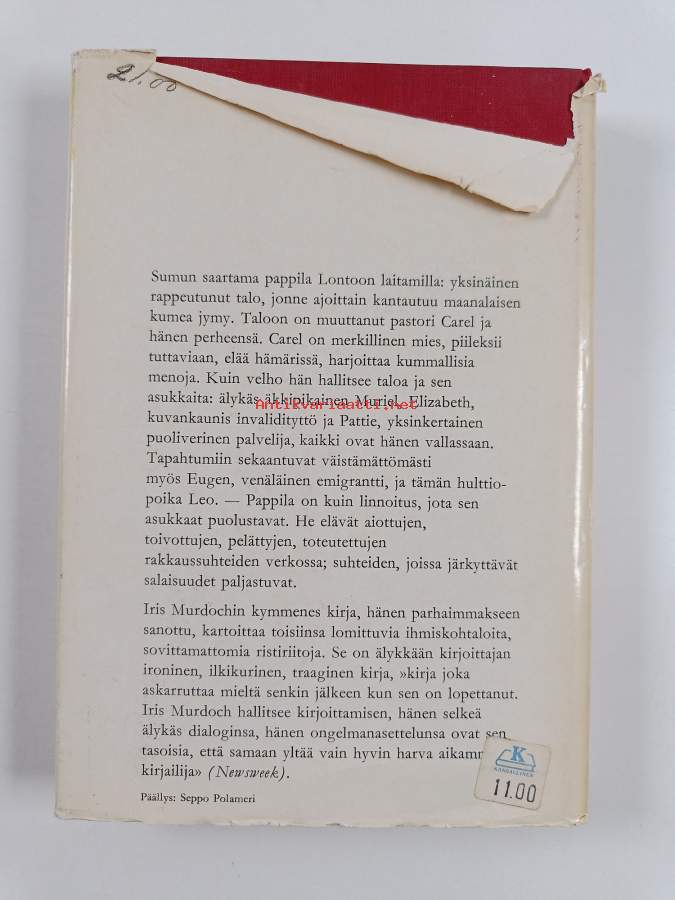 21.00
Sumun saartama pappila Lontoon laitamilla: yksinäinen
rappeutunut talo, jonne ajoittain kantautuu maanalaisen
kumea jymy. Taloon on muuttanut pastori Carel ja
hänen perheensä. Carel on merkillinen mies, piileksii
tuttaviaan, elää hämärissä, harjoittaa kummallisia
menoja. Kuin velho hän hallitsee taloa ja sen
asukkaita: älykäs äkkipikainen Muriel, Elizabeth,
Antikvariaatti.net
kuvankaunis invalidityttö ja Pattie, yksinkertainen
puoliverinen palvelija, kaikki ovat hänen vallassaan.
Tapahtumiin sekaantuvat väistämättömästi
myös Eugen, venäläinen emigrantti, ja tämän hulttio-
poika Leo. — Pappila on kuin linnoitus, jota sen
asukkaat puolustavat. He elävät aiottujen,
toivottujen, pelättyjen, toteutettujen
rakkaussuhteiden verkossa; suhteiden, joissa järkyttävät
salaisuudet paljastuvat.
Iris Murdochin kymmenes kirja, hänen parhaimmakseen
sanottu, kartoittaa toisiinsa lomittuvia ihmiskohtaloita,
sovittamattomia ristiriitoja. Se on älykkään kirjoittajan
ironinen, ilkikurinen, traaginen kirja, »kirja joka
askarruttaa mieltä senkin jälkeen kun sen on lopettanut.
Iris Murdoch hallitsee kirjoittamisen, hänen selkeä
älykäs dialoginsa, hänen ongelmanasettelunsa ovat sen
tasoisia, että samaan yltää vain hyvin harva
kirjailija» (Newsweek).
Päällys: Seppo Polameri
K
KANSALLINEN
11.00